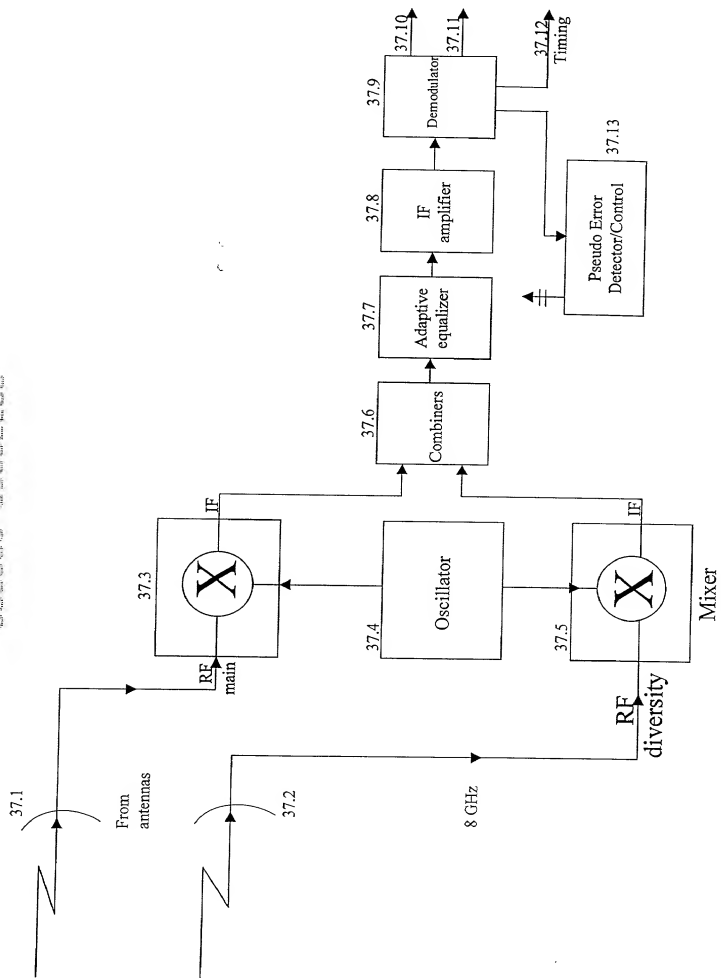 37.1
From
antennas
37.2
8 GHz
RF
main
37.3
X
IF
Oscillator
37.4
37.5
X
IF
RF
diversity
Mixer
37.6
Combiners
37.7
Adaptive
equalizer
37.8
IF
amplifier
37.9
Demodulator
37.10
37.11
37.12
Timing
37.13
Pseudo Error
Detector/Control